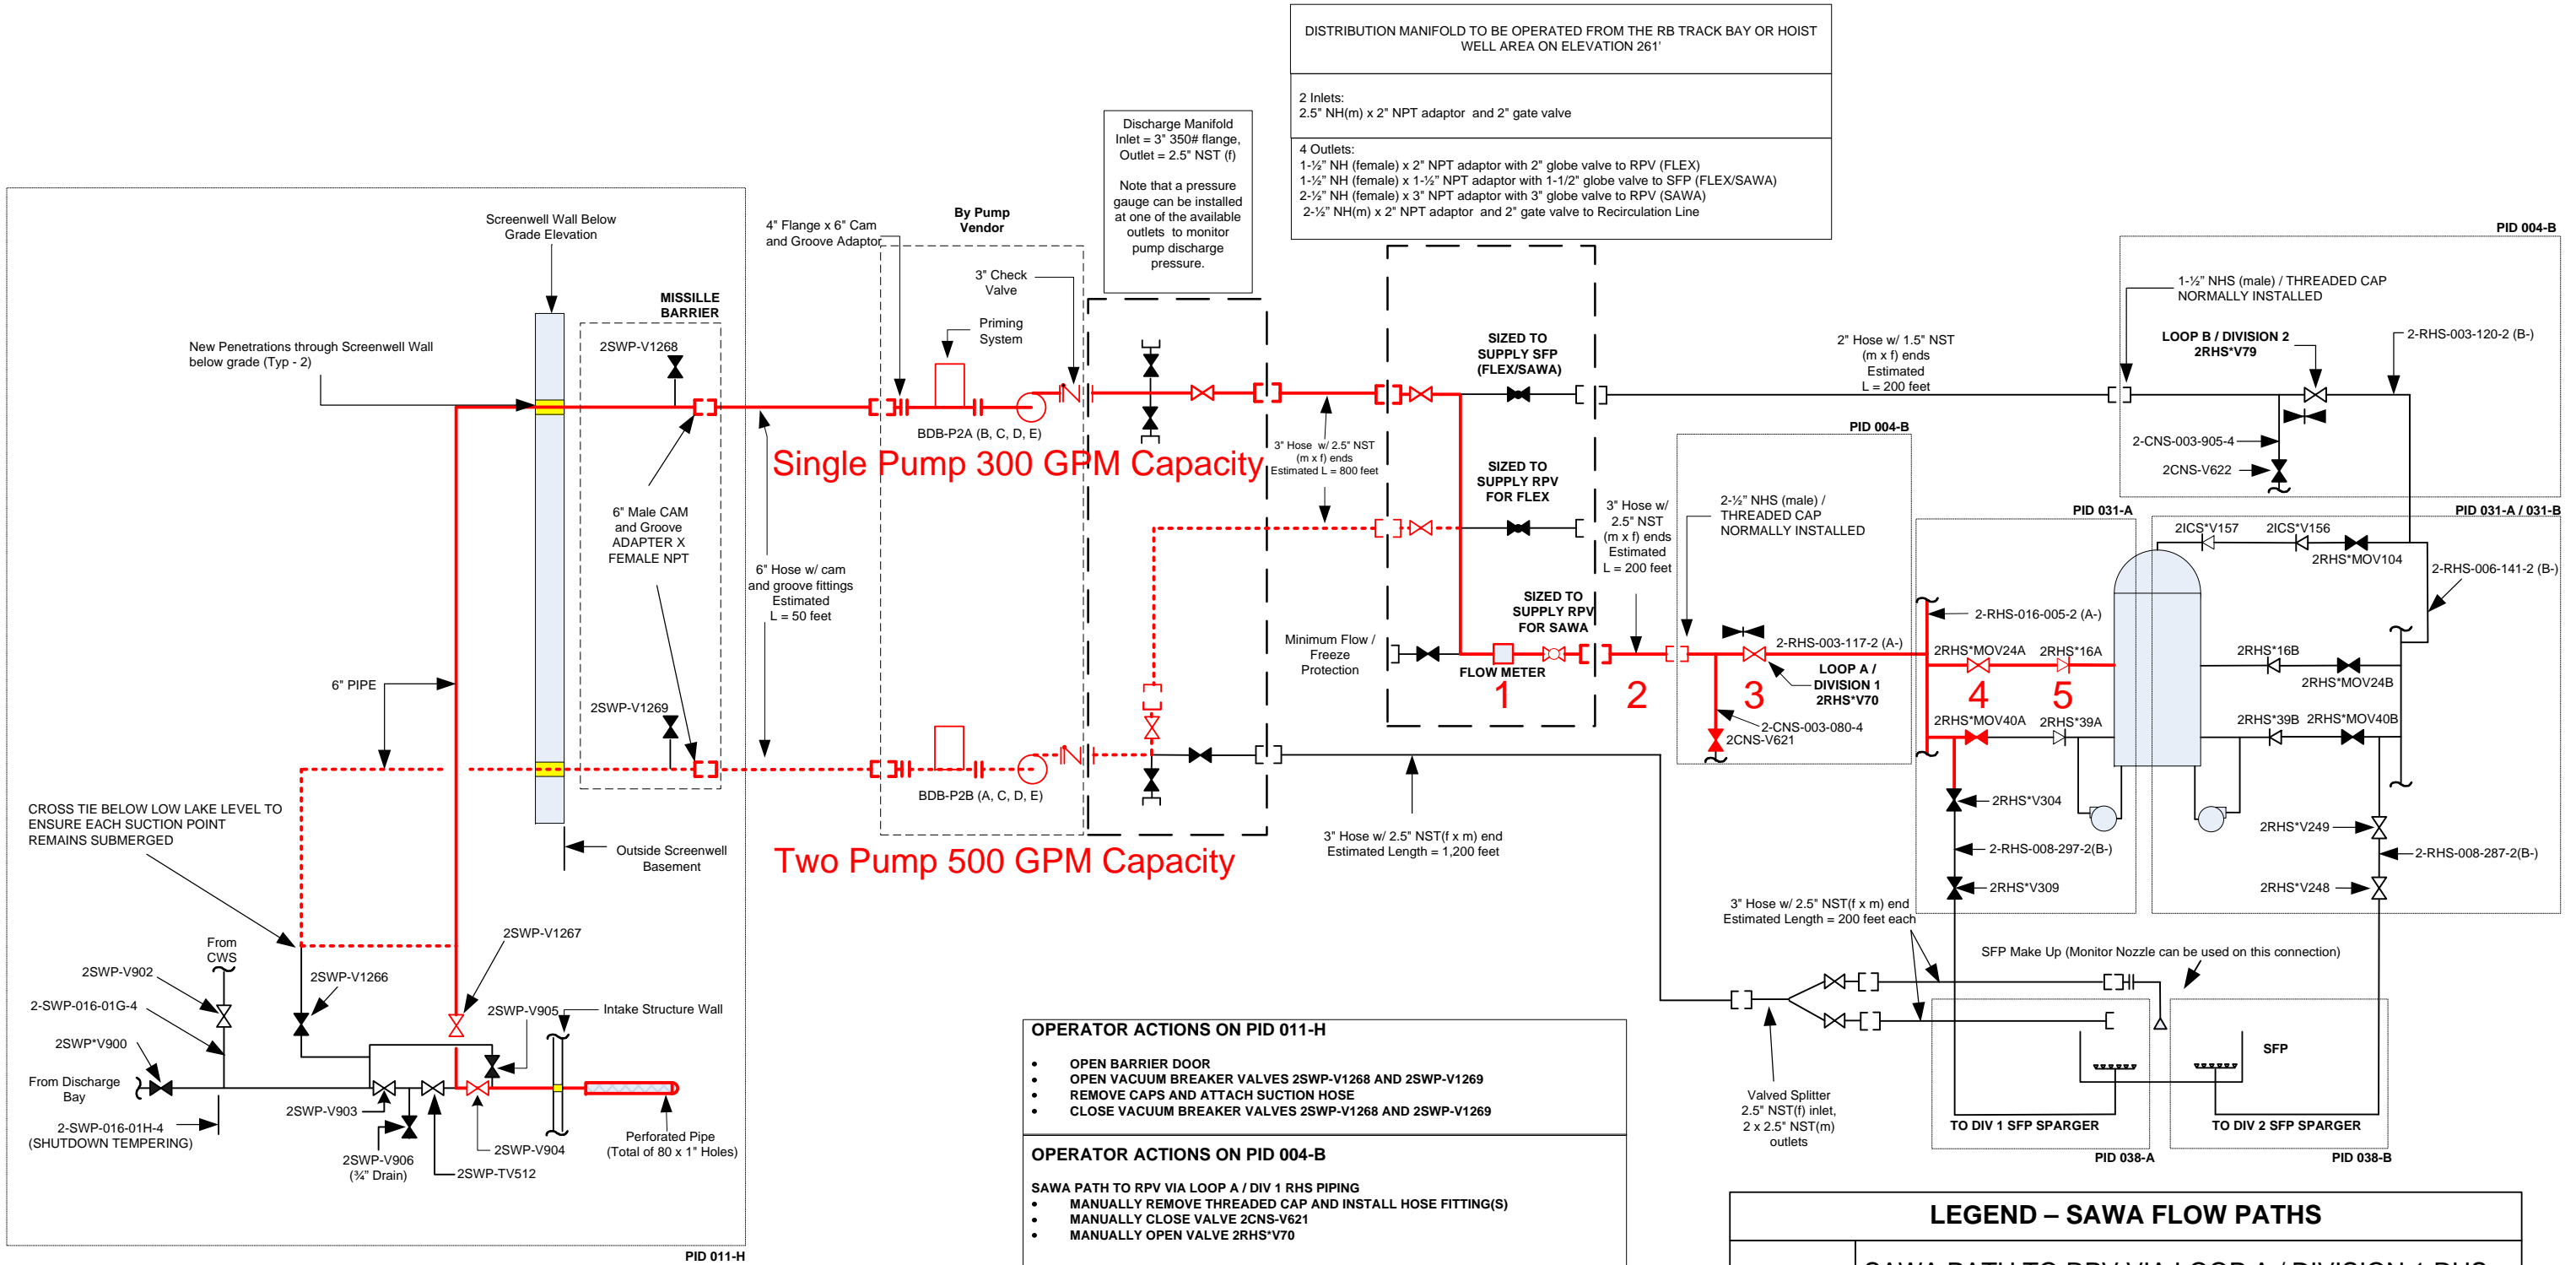 DISTRIBUTION MANIFOLD TO BE OPERATED FROM THE RB TRACK BAY OR HOIST
WELL AREA ON ELEVATION 261'
2 Inlets:
2.5" NH(m) x 2" NPT adaptor and 2" gate valve
4 Outlets:
1-½" NH (female) x 2" NPT adaptor with 2" globe valve to RPV (FLEX)
1-½" NH (female) x 1-½" NPT adaptor with 1-1/2" globe valve to SFP (FLEX/SAWA)
2-½" NH (female) x 3" NPT adaptor with 3" globe valve to RPV (SAWA)
2-½" NH(m) x 2" NPT adaptor and 2" gate valve to Recirculation Line
Discharge Manifold
Inlet = 3" 350# flange,
Outlet = 2.5" NST (f)
Note that a pressure
gauge can be installed
at one of the available
outlets to monitor
pump discharge
pressure.
Screenwell Wall Below
Grade Elevation
MISSILLE
BARRIER
New Penetrations through Screenwell Wall
below grade (Typ - 2)
2SWP-V1268
6" Male CAM
and Groove
ADAPTER X
FEMALE NPT
2SWP-V1269
6" PIPE
CROSS TIE BELOW LOW LAKE LEVEL TO
ENSURE EACH SUCTION POINT
REMAINS SUBMERGED
Outside Screenwell
Basement
From
CWS
2SWP-V902
2-SWP-016-01G-4
2SWP*V900
From Discharge
Bay
2-SWP-016-01H-4
(SHUTDOWN TEMPERING)
2SWP-V1266
2SWP-V1267
2SWP-V905
Intake Structure Wall
2SWP-V903
2SWP-V906
(¾" Drain)
2SWP-TV512
2SWP-V904
Perforated Pipe
(Total of 80 x 1" Holes)
PID 011-H
4" Flange x 6" Cam
and Groove Adaptor
By Pump
Vendor
3" Check
Valve
Priming
System
BDB-P2A (B, C, D, E)
Single Pump 300 GPM Capacity
6" Hose w/ cam
and groove fittings
Estimated
L = 50 feet
BDB-P2B (A, C, D, E)
Two Pump 500 GPM Capacity
3" Hose w/ 2.5" NST
(m x f) ends
Estimated L = 800 feet
SIZED TO
SUPPLY SFP
(FLEX/SAWA)
SIZED TO
SUPPLY RPV
FOR FLEX
SIZED TO
SUPPLY RPV
FOR SAWA
Minimum Flow /
Freeze
Protection
FLOW METER
1
2
3
4
5
3" Hose w/
2.5" NST
(m x f) ends
Estimated
L = 200 feet
2" Hose w/ 1.5" NST
(m x f) ends
Estimated
L = 200 feet
PID 004-B
2-½" NHS (male) /
THREADED CAP
NORMALLY INSTALLED
2-RHS-003-117-2 (A-)
LOOP A /
DIVISION 1
2RHS*V70
2-CNS-003-080-4
2CNS-V621
PID 004-B
1-½" NHS (male) / THREADED CAP
NORMALLY INSTALLED
LOOP B / DIVISION 2
2RHS*V79
2-RHS-003-120-2 (B-)
2-CNS-003-905-4
2CNS-V622
PID 031-A
PID 031-A / 031-B
2ICS*V157
2ICS*V156
2RHS*MOV104
2-RHS-006-141-2 (B-)
2-RHS-016-005-2 (A-)
2RHS*MOV24A
2RHS*16A
2RHS*16B
2RHS*MOV24B
2RHS*MOV40A
2RHS*39A
2RHS*39B
2RHS*MOV40B
2RHS*V304
2-RHS-008-297-2(B-)
2RHS*V309
2RHS*V249
2-RHS-008-287-2(B-)
2RHS*V248
3" Hose w/ 2.5" NST(f x m) end
Estimated Length = 1,200 feet
3" Hose w/ 2.5" NST(f x m) end
Estimated Length = 200 feet each
SFP Make Up (Monitor Nozzle can be used on this connection)
Valved Splitter
2.5" NST(f) inlet,
2 x 2.5" NST(m)
outlets
SFP
TO DIV 1 SFP SPARGER
TO DIV 2 SFP SPARGER
PID 038-A
PID 038-B
OPERATOR ACTIONS ON PID 011-H
• OPEN BARRIER DOOR
• OPEN VACUUM BREAKER VALVES 2SWP-V1268 AND 2SWP-V1269
• REMOVE CAPS AND ATTACH SUCTION HOSE
• CLOSE VACUUM BREAKER VALVES 2SWP-V1268 AND 2SWP-V1269
OPERATOR ACTIONS ON PID 004-B
SAWA PATH TO RPV VIA LOOP A / DIV 1 RHS PIPING
• MANUALLY REMOVE THREADED CAP AND INSTALL HOSE FITTING(S)
• MANUALLY CLOSE VALVE 2CNS-V621
• MANUALLY OPEN VALVE 2RHS*V70
LEGEND – SAWA FLOW PATHS
SAWA PATH TO RPV VIA LOOP A / DIVISION 1 RHS